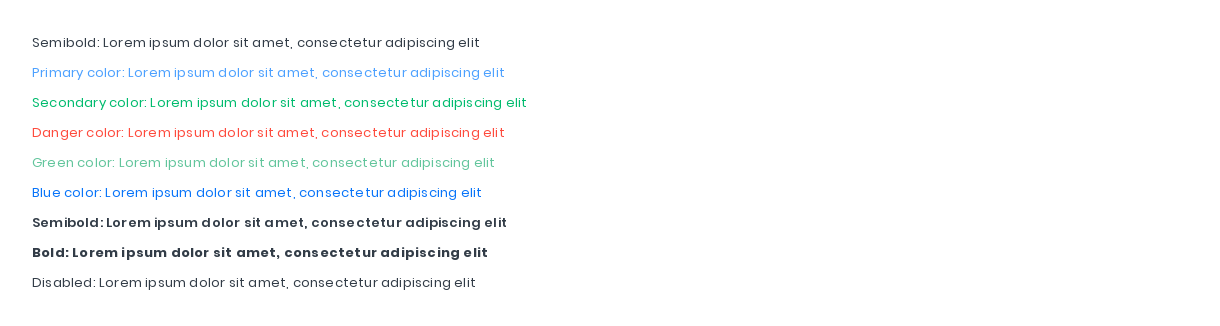 Semibold: Lorem ipsum dolor sit amet, consectetur adipiscing elit
Primary color: Lorem ipsum dolor sit amet, consectetur adipiscing elit
Secondary color: Lorem ipsum dolor sit amet, consectetur adipiscing elit
Danger color: Lorem ipsum dolor sit amet, consectetur adipiscing elit
Green color: Lorem ipsum dolor sit amet, consectetur adipiscing elit
Blue color: Lorem ipsum dolor sit amet, consectetur adipiscing elit
Semibold: Lorem ipsum dolor sit amet, consectetur adipiscing elit
Bold: Lorem ipsum dolor sit amet, consectetur adipiscing elit
Disabled: Lorem ipsum dolor sit amet, consectetur adipiscing elit